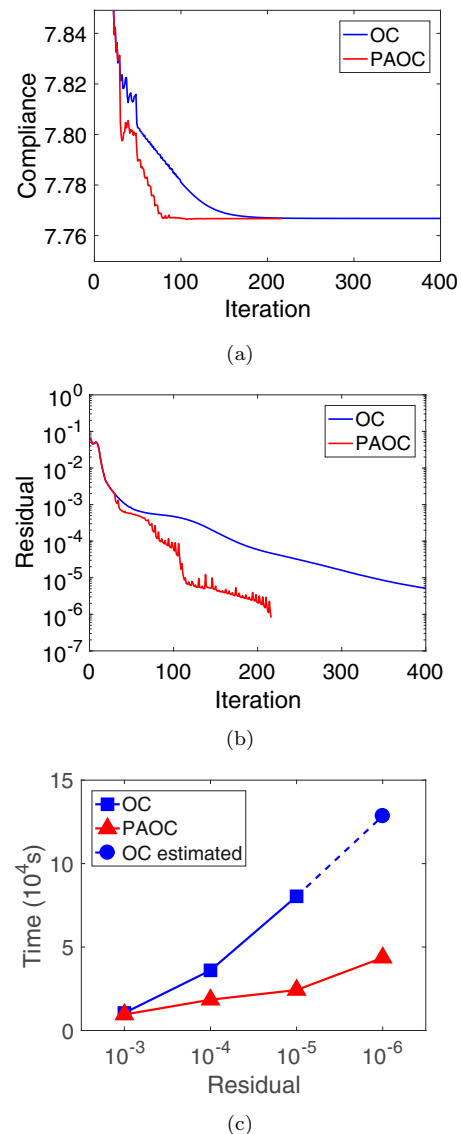 7.84
7.82
7.80
7.78
7.76
Compliance
OC
PAOC
0 100 200 300 400
Iteration
(a)
10^0
10^-1
10^-2
10^-3
10^-4
10^-5
10^-6
10^-7
Residual
OC
PAOC
0 100 200 300 400
Iteration
(b)
15
10
5
0
Time (10^4s)
OC
PAOC
OC estimated
10^-3 10^-4 10^-5 10^-6
Residual
(c)